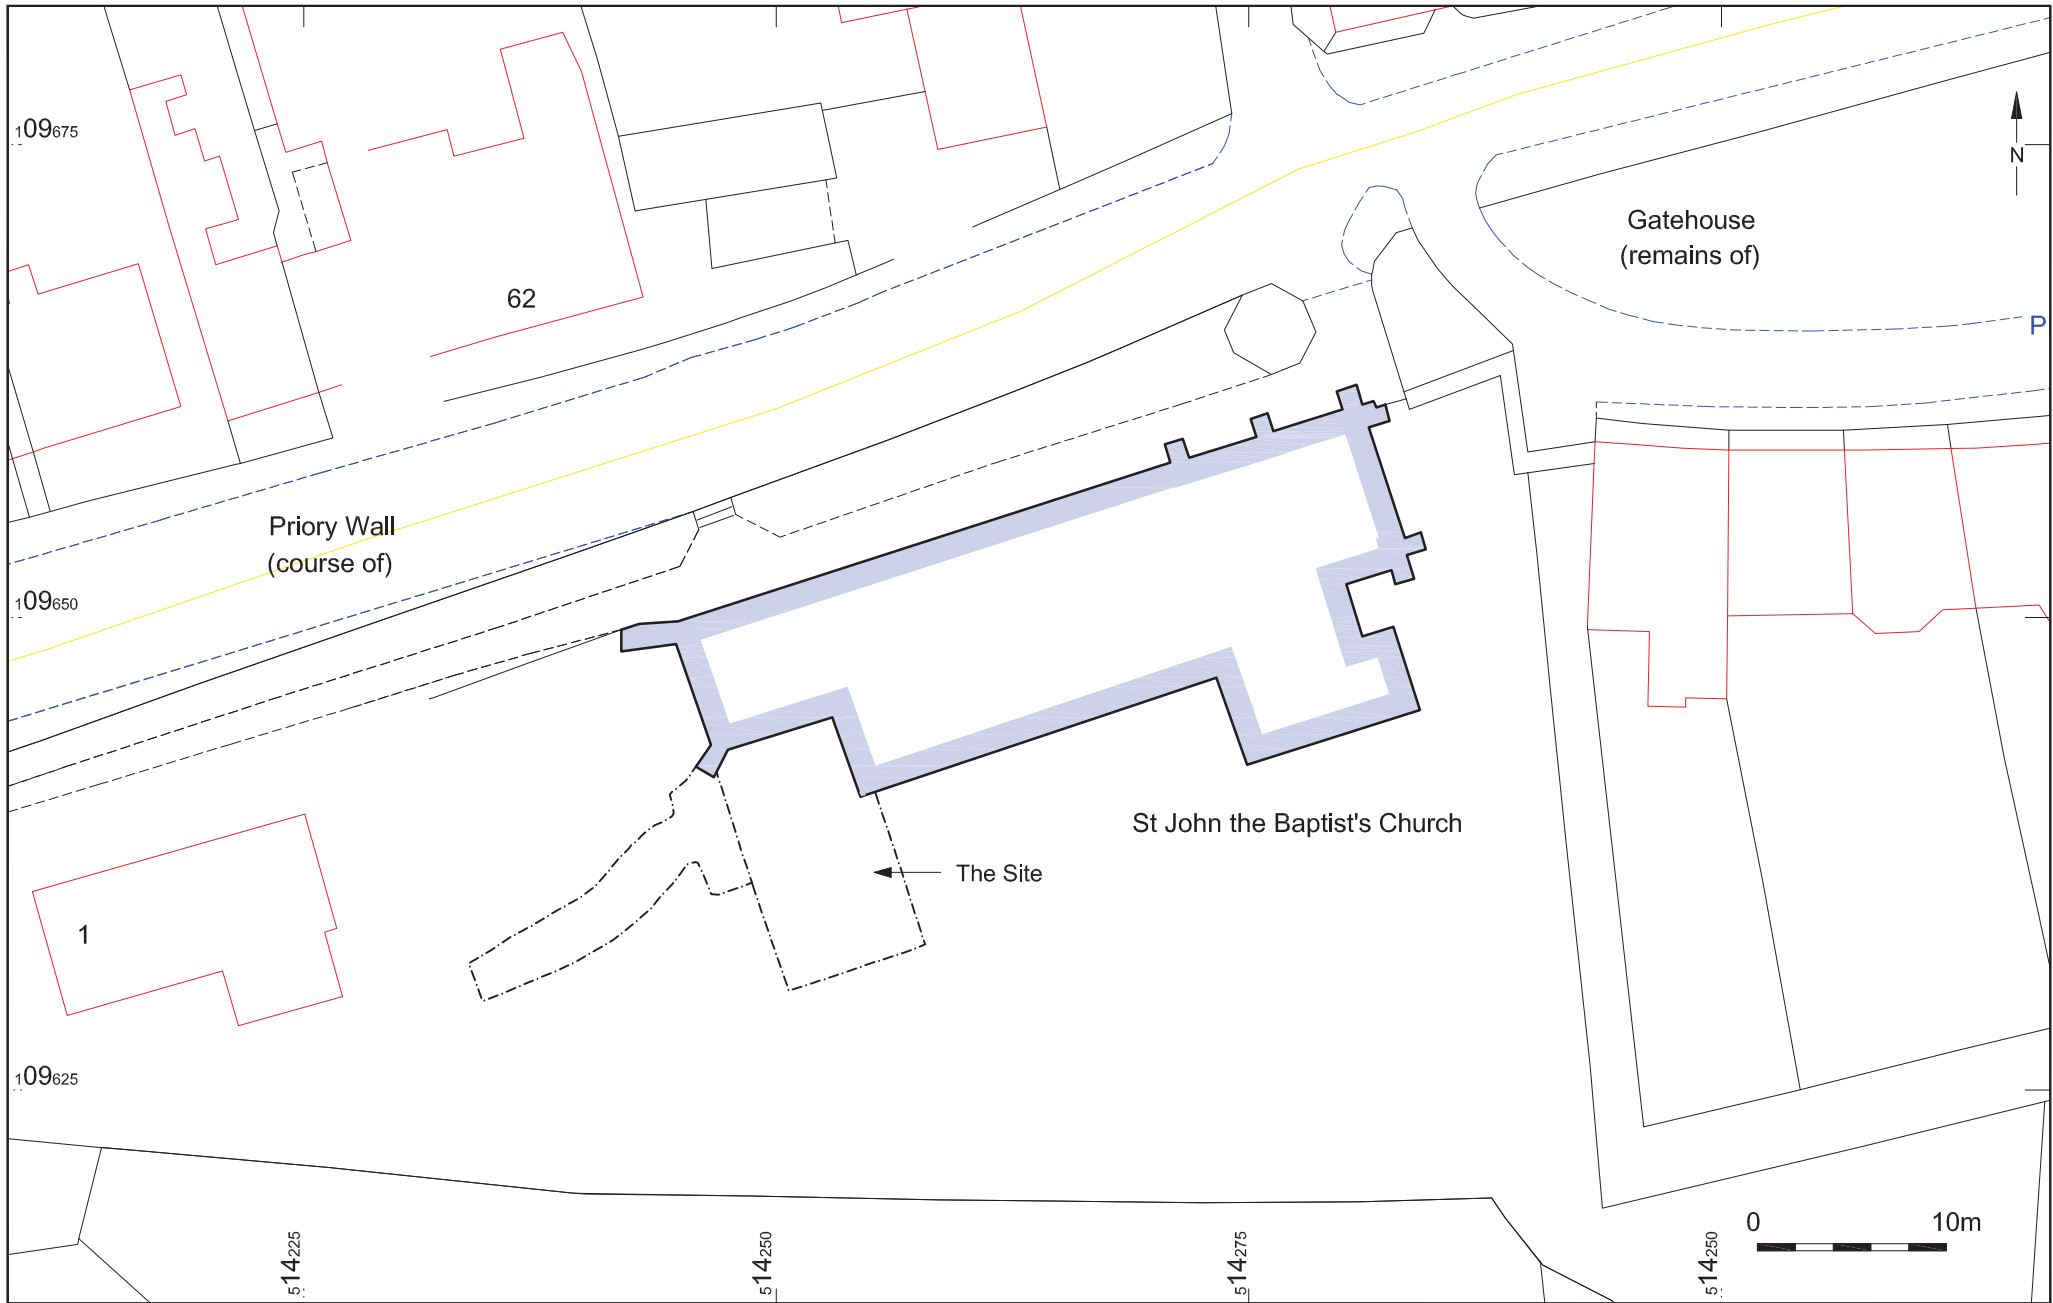 109675
N
Gatehouse
(remains of)
62
P
Priory Wall
(course of)
109650
St John the Baptist's Church
The Site
1
109625
0 10m
514225
514250
514275
514250